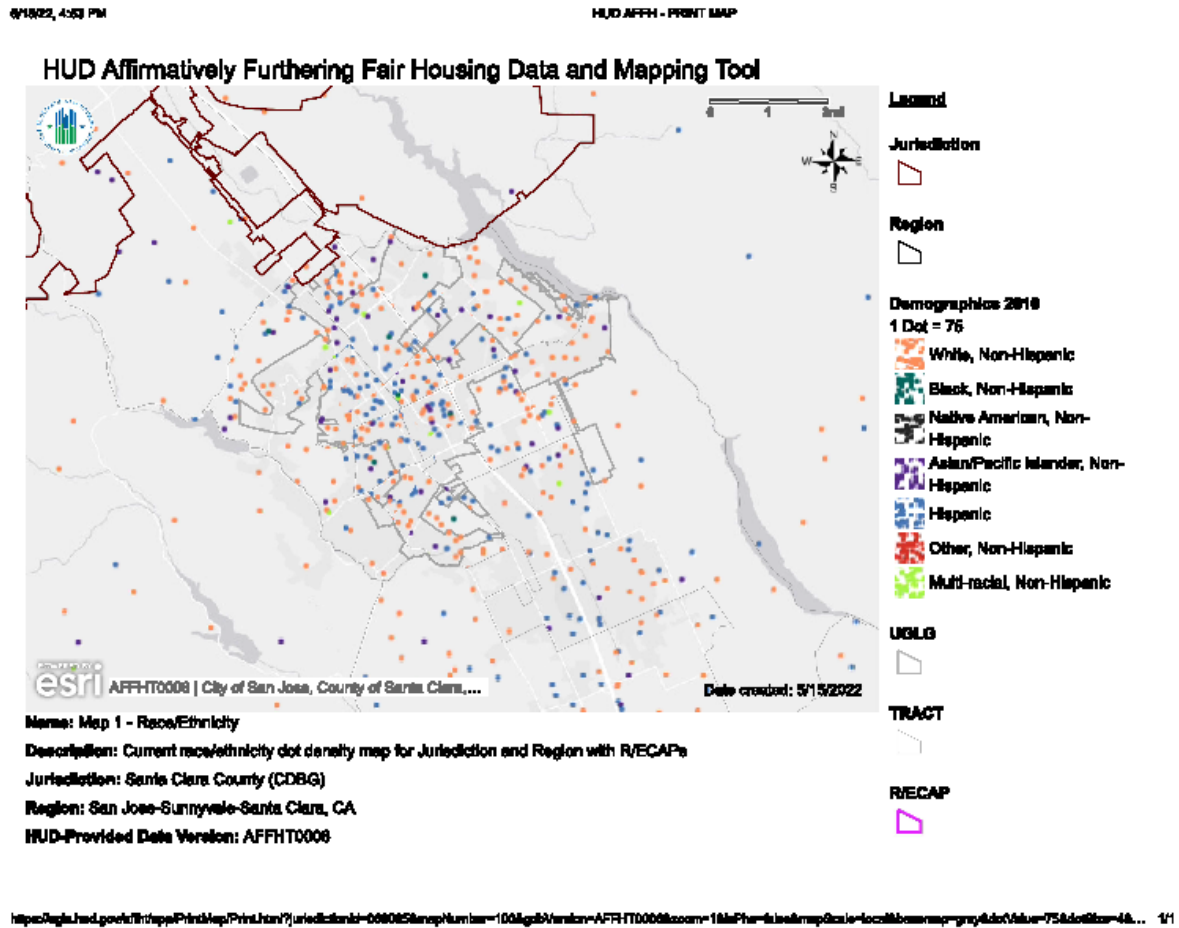 HUD AFFH - PRINT MAP
HUD Affirmatively Furthering Fair Housing Data and Mapping Tool
0 1 2mi
N
W E
S
Legend
Jurisdiction
Region
Demographics 2010
1 Dot = 75
White, Non-Hispanic
Black, Non-Hispanic
Native American, Non-
Hispanic
Asian/Pacific Islander, Non-
Hispanic
Hispanic
Other, Non-Hispanic
Multi-racial, Non-Hispanic
UGLG
TRACT
R/ECAP
POWERED BY
esri
AFFHT0006 | City of San Jose, County of Santa Clara,...
Date created: 5/15/2022
Name: Map 1 - Race/Ethnicity
Description: Current race/ethnicity dot density map for Jurisdiction and Region with R/ECAPs
Jurisdiction: Santa Clara County (CDBG)
Region: San Jose-Sunnyvale-Santa Clara, CA
HUD-Provided Data Version: AFFHT0006
1/1